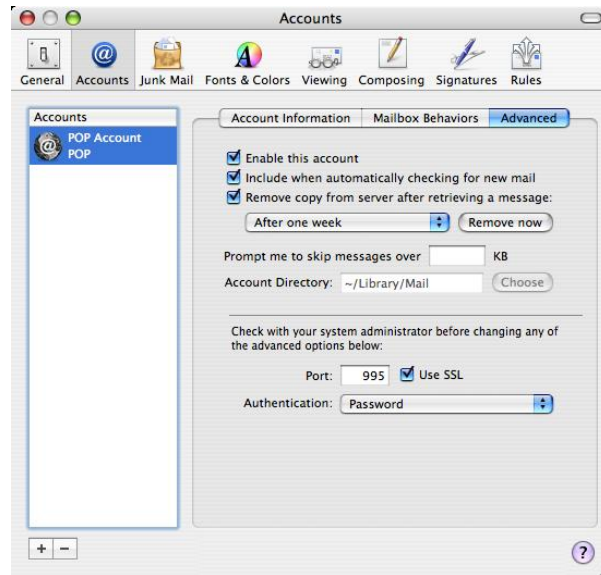 Accounts
General Accounts Junk Mail Fonts & Colors Viewing Composing Signatures Rules
Accounts
POP Account
POP
Account Information Mailbox Behaviors Advanced
Enable this account
Include when automatically checking for new mail
Remove copy from server after retrieving a message:
After one week Remove now
Prompt me to skip messages over KB
Account Directory: ~/Library/Mail Choose
Check with your system administrator before changing any of
the advanced options below:
Port: 995 Use SSL
Authentication: Password
+ - ?